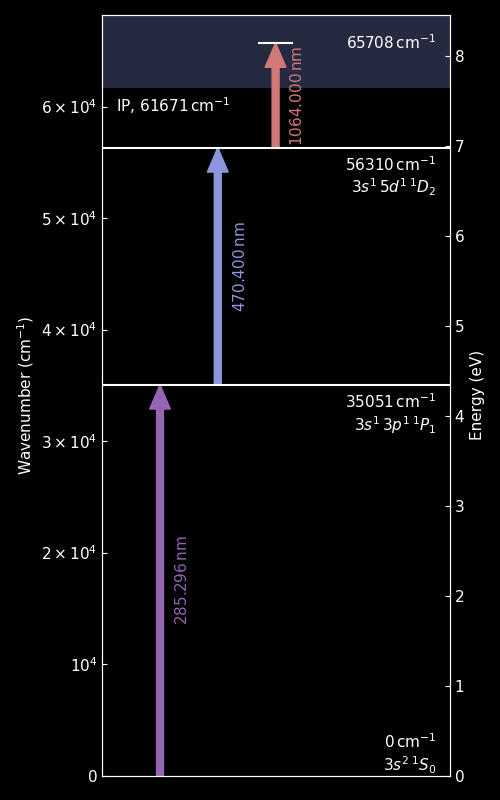 65708 cm⁻¹
8
1064.000 nm
IP, 61671 cm⁻¹
6 × 10⁴
7
56310 cm⁻¹
3s¹ 5d¹ ¹D₂
5 × 10⁴
6
470.400 nm
4 × 10⁴
5
Wavenumber (cm⁻¹)
Energy (eV)
35051 cm⁻¹
3s¹ 3p¹ ¹P₁
4
3 × 10⁴
3
2 × 10⁴
285.296 nm
2
10⁴
1
0 cm⁻¹
3s² ¹S₀
0
0